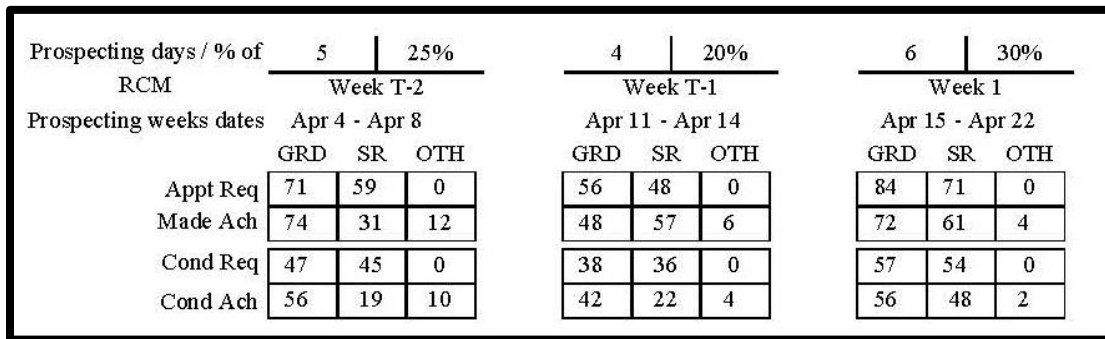 Prospecting days / % of RCM 5 25% 4 20% 6 30%
Week T-2 Week T-1 Week 1
Prospecting weeks dates Apr 4 - Apr 8 Apr 11 - Apr 14 Apr 15 - Apr 22
GRD SR OTH GRD SR OTH GRD SR OTH
Appt Req 71 59 0 56 48 0 84 71 0
Made Ach 74 31 12 48 57 6 72 61 4
Cond Req 47 45 0 38 36 0 57 54 0
Cond Ach 56 19 10 42 22 4 56 48 2